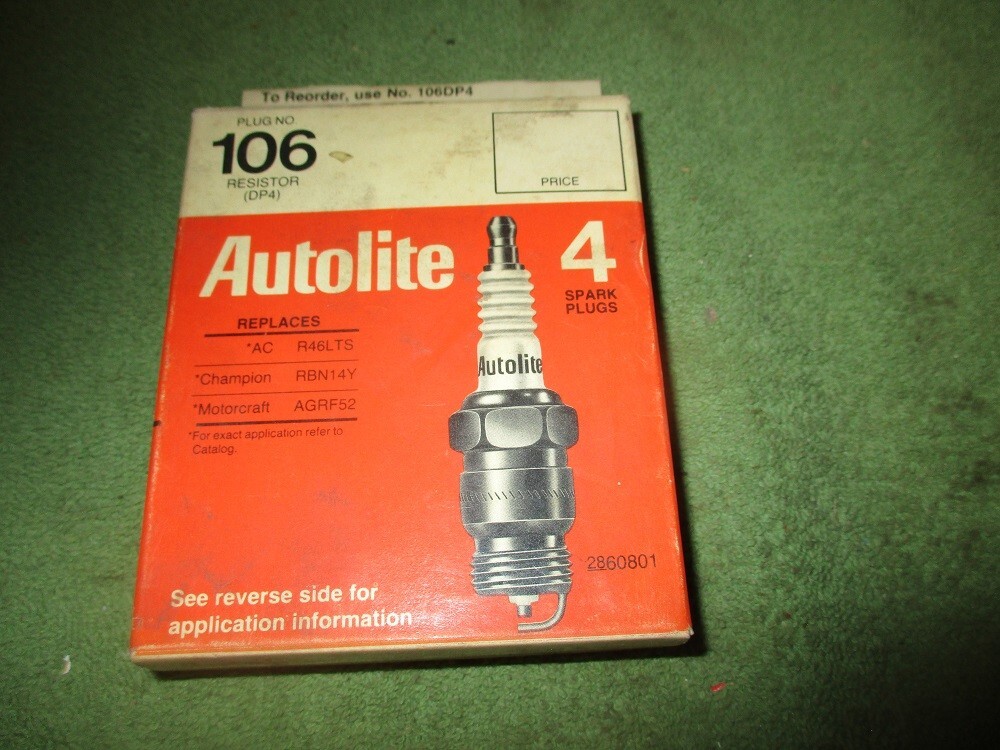 To Reorder, use No. 106DP4
PLUG NO.
106
RESISTOR
(DP4)
PRICE
Autolite
4
SPARK
PLUGS
REPLACES
*AC R46LTS
*Champion RBN14Y
*Motorcraft AGRF52
*For exact application refer to
Catalog.
Autolite
2860801
See reverse side for
application information